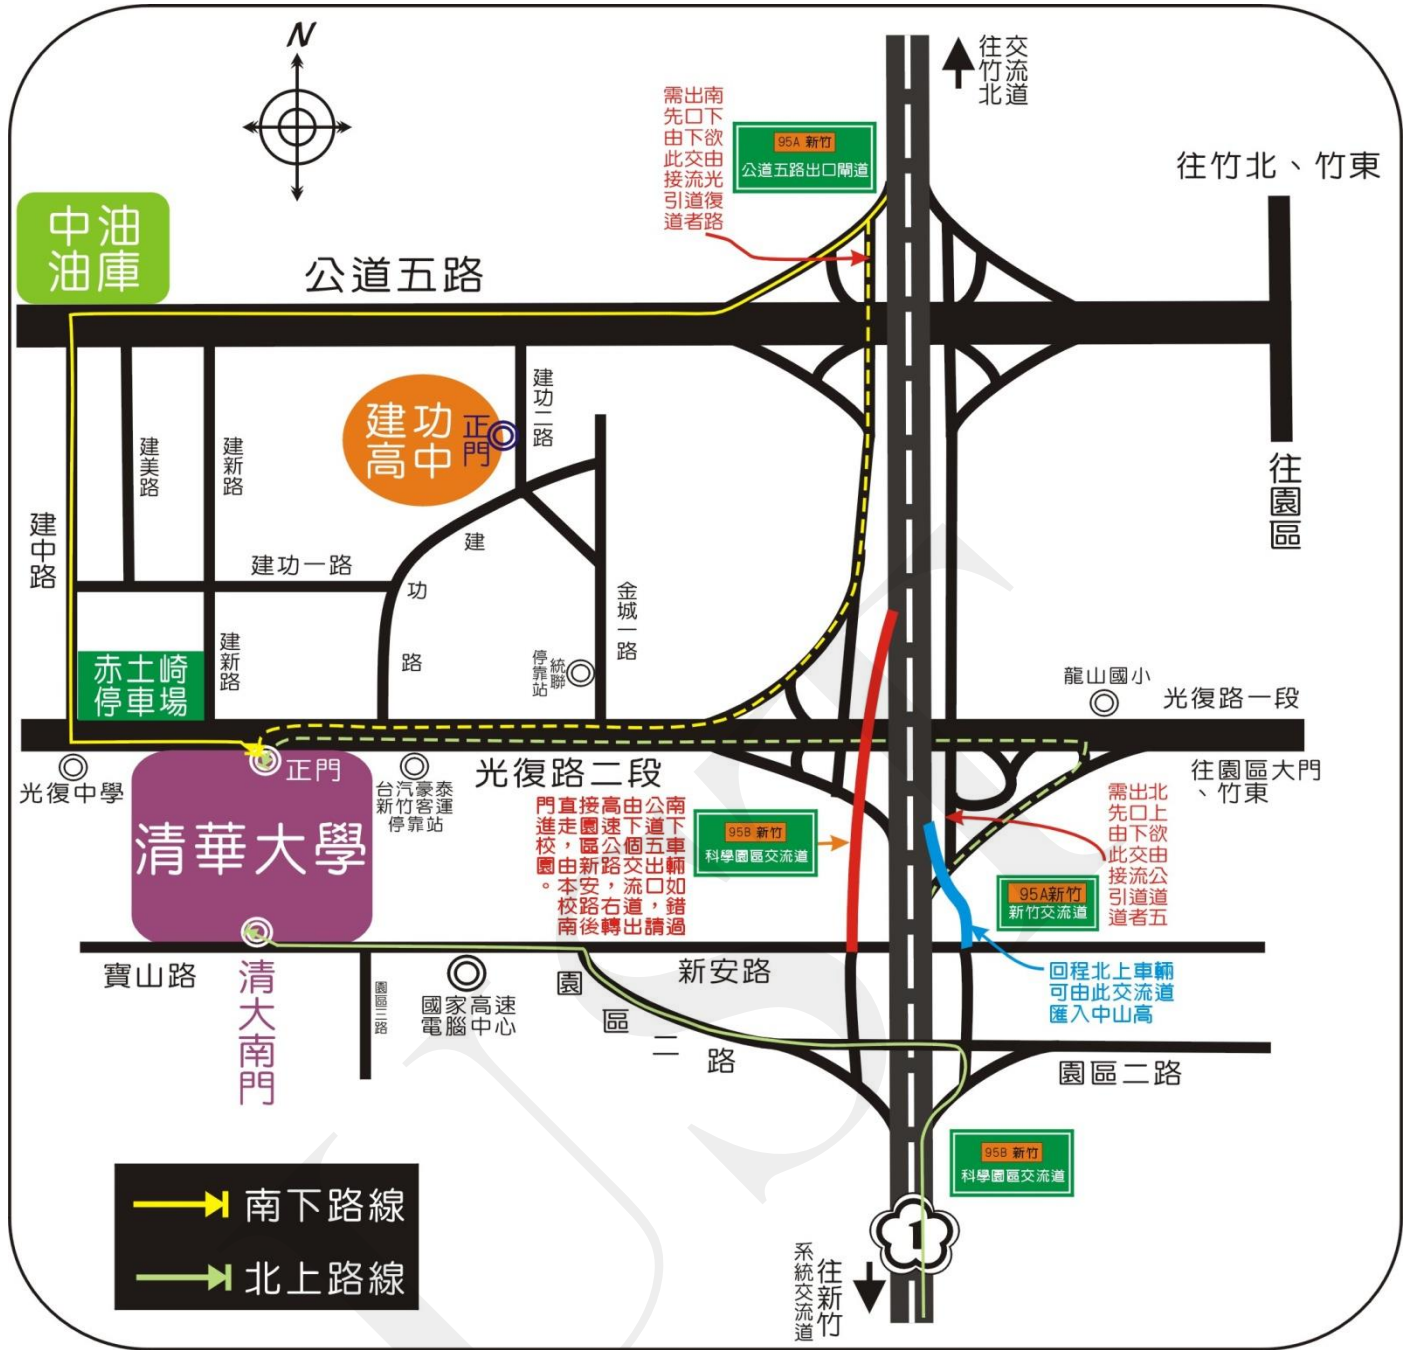 N
往竹北
交流道
南下欲由光復路
出口下交流道者
需先由此接引道
95A 新竹
公道五路出口閘道
往竹北、竹東
中油
油庫
公道五路
建功
高中
正門
建功二路
建美路
建新路
建中路
建功一路
建功路
金城一路
往園區
赤土崎
停車場
建新路
統聯
停靠站
龍山國小
光復路一段
光復中學
正門
台汽豪泰
新竹客運
停靠站
光復路二段
往園區大門
、竹東
清華大學
南下車輛如錯過
公道五出口,請
由下個交流道出
高速公路,右轉
接園區新安路後
直走,由本校南
門進校園。
95B 新竹
科學園區交流道
北上欲由公道五
出口下交流道者
需先由此接引道
95A新竹
新竹交流道
寶山路
清大南門
園區三路
國家高速
電腦中心
新安路
園區二路
回程北上車輛
可由此交流道
匯入中山高
園區二路
95B 新竹
科學園區交流道
1
往新竹
系統交流道
南下路線
北上路線